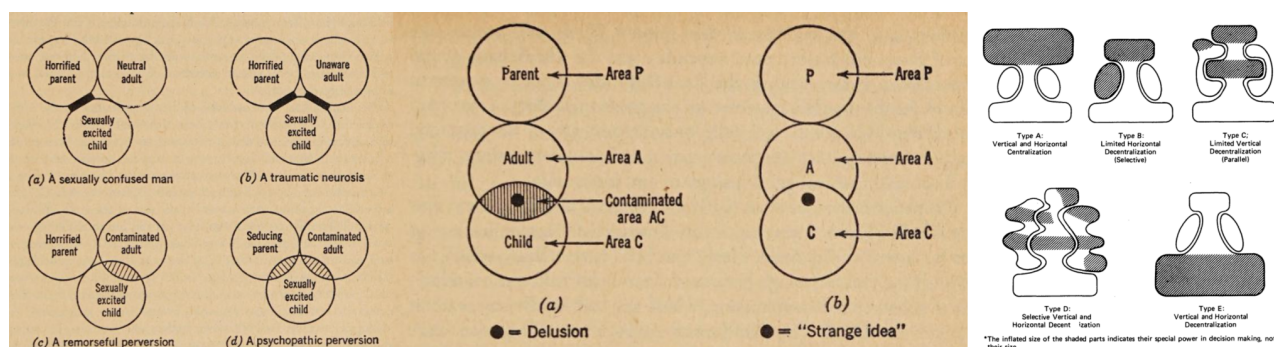 Horrified
parent
Neutral
adult
Sexually
excited
child
(a) A sexually confused man
Horrified
parent
Unaware
adult
Sexually
excited
child
(b) A traumatic neurosis
Horrified
parent
Contaminated
adult
Sexually
excited
child
(c) A remorseful perversion
Seducing
parent
Contaminated
adult
Sexually
excited
child
(d) A psychopathic perversion
Parent
Area P
Adult
Area A
Contaminated
area AC
Child
Area C
(a)
= Delusion
P
Area P
A
Area A
C
Area C
(b)
= "Strange idea"
Type A:
Vertical and Horizontal
Centralization
Type B:
Limited Horizontal
Decentralization
(Selective)
Type C:
Limited Vertical
Decentralization
(Parallel)
Type D:
Selective Vertical and
Horizontal Decent ization
Type E:
Vertical and Horizontal
Decentralization
*The inflated size of the shaded parts indicates their special power in decision making, not
their size